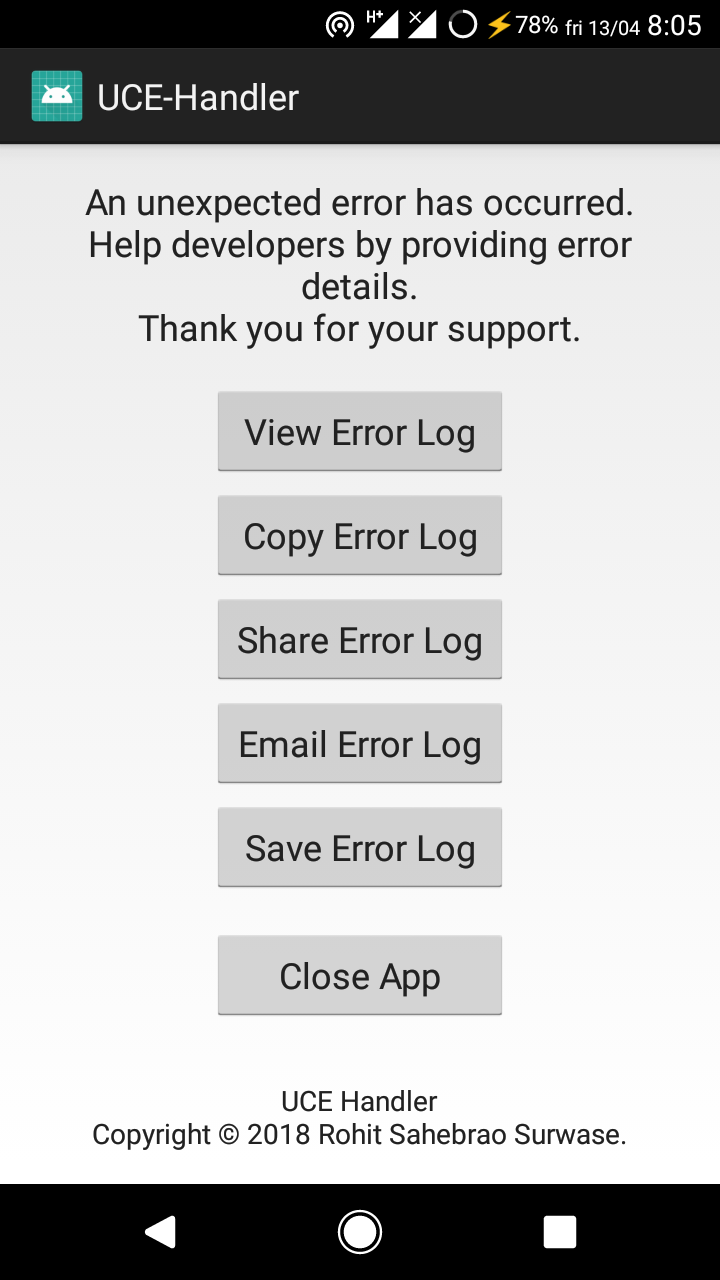 H+ 78% fri 13/04 8:05
UCE-Handler
An unexpected error has occurred.
Help developers by providing error
details.
Thank you for your support.
View Error Log
Copy Error Log
Share Error Log
Email Error Log
Save Error Log
Close App
UCE Handler
Copyright © 2018 Rohit Sahebrao Surwase.